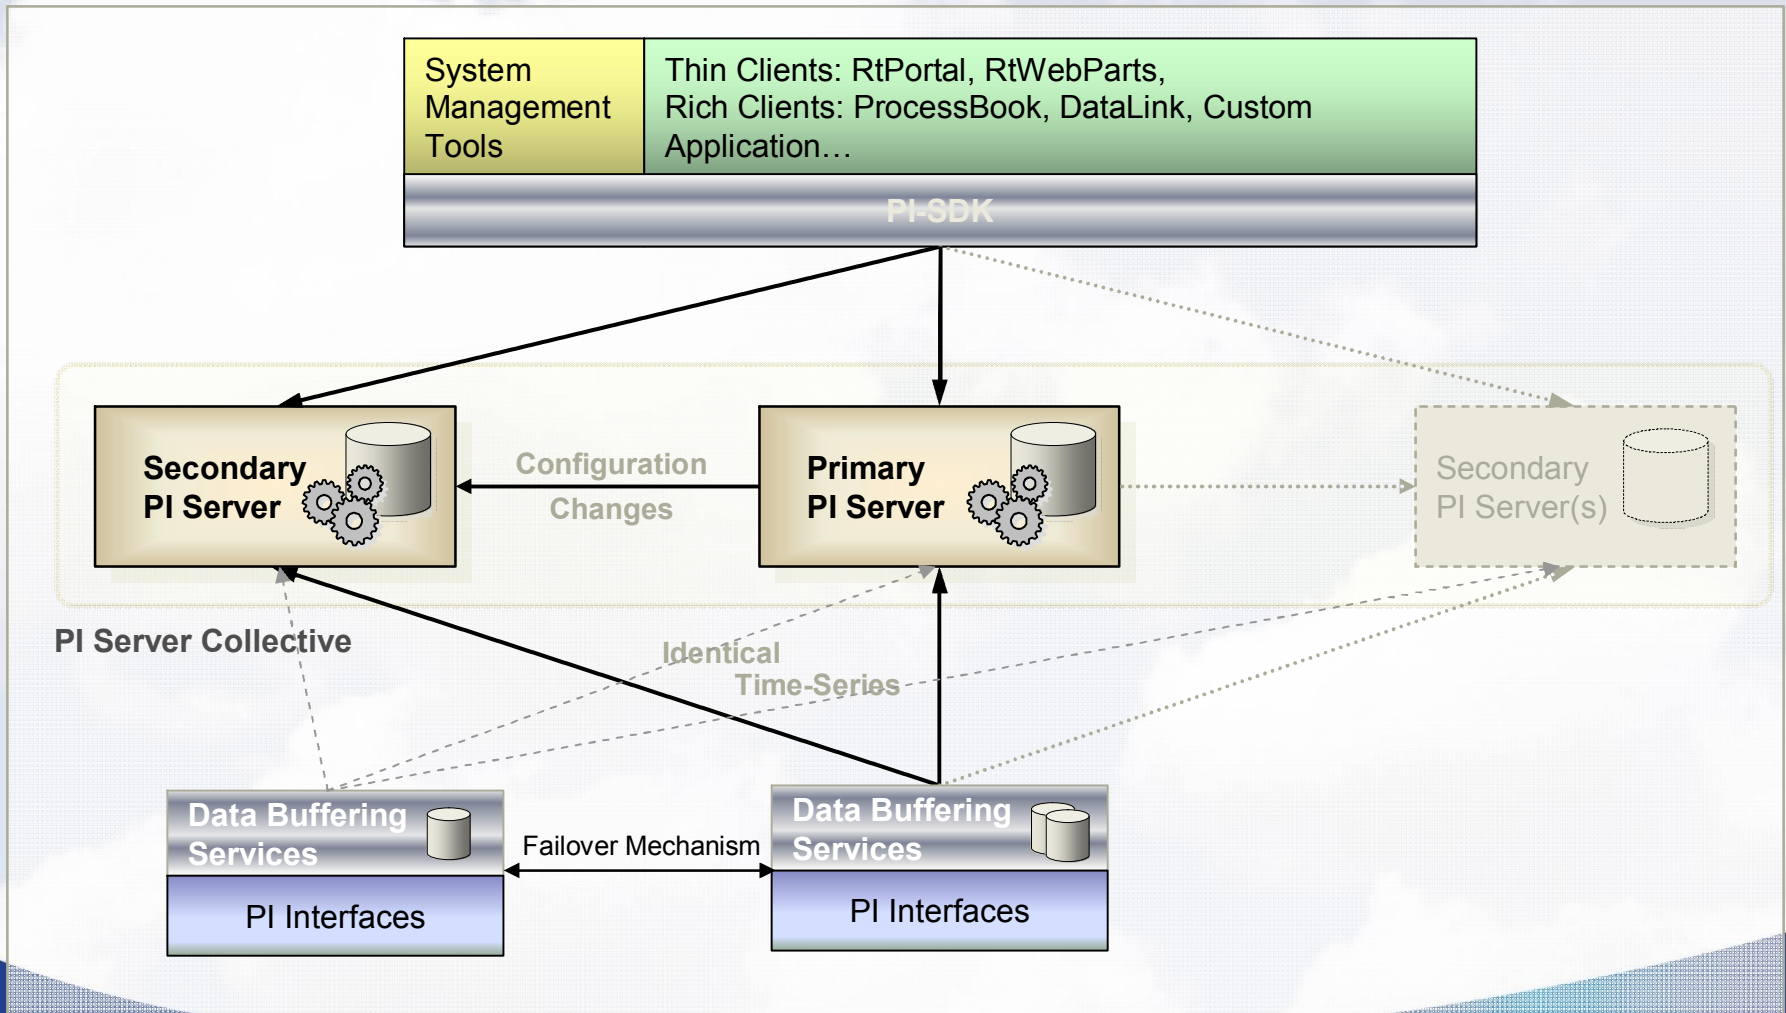 System
Management
Tools
Thin Clients: RtPortal, RtWebParts,
Rich Clients: ProcessBook, DataLink, Custom
Application…
PI-SDK
Secondary
PI Server
Configuration
Changes
Primary
PI Server
Secondary
PI Server(s)
PI Server Collective
Identical
Time-Series
Data Buffering
Services
PI Interfaces
Failover Mechanism
Data Buffering
Services
PI Interfaces